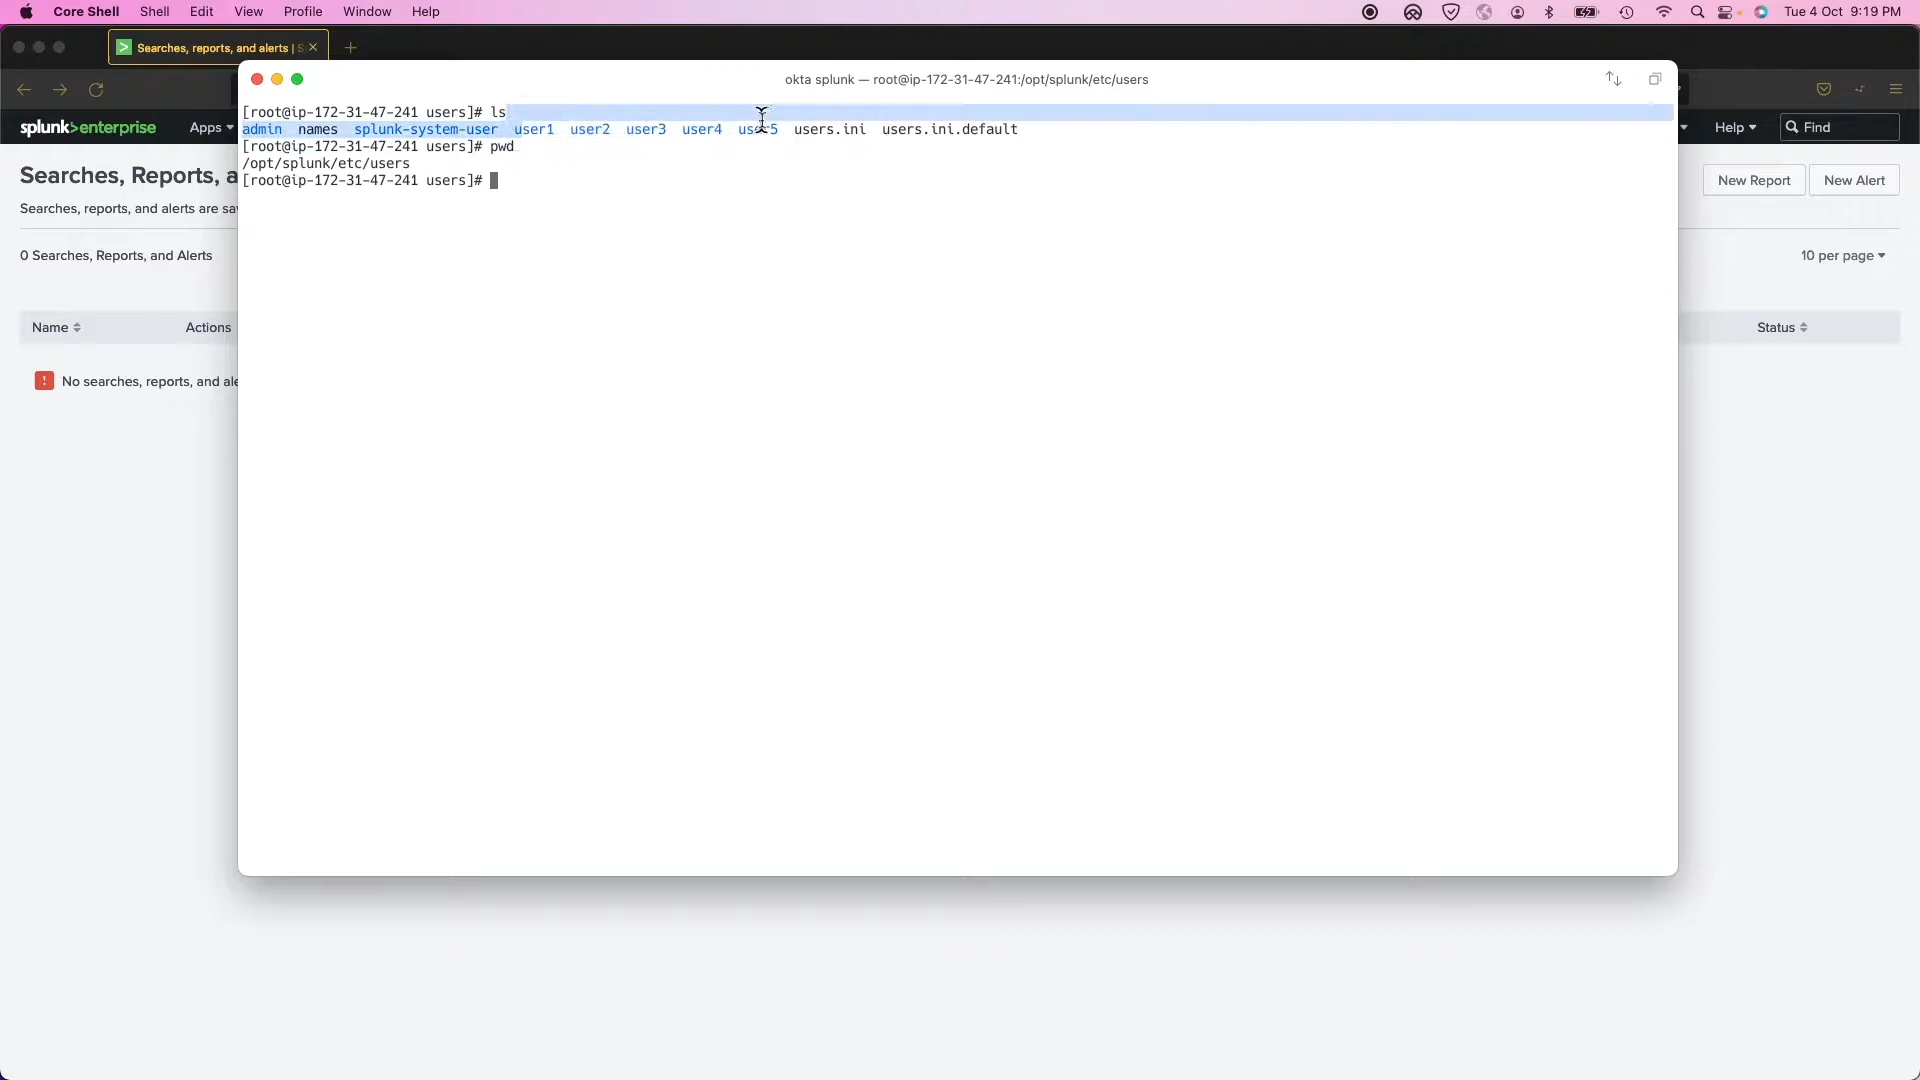 Core Shell Shell Edit View Profile Window Help Tue 4 Oct 9:19 PM
Searches, reports, and alerts | S
okta splunk — root@ip-172-31-47-241:/opt/splunk/etc/users
[root@ip-172-31-47-241 users]# ls
admin names splunk-system-user user1 user2 user3 user4 user5 users.ini users.ini.default
[root@ip-172-31-47-241 users]# pwd
/opt/splunk/etc/users
[root@ip-172-31-47-241 users]#
splunk>enterprise Apps Help Find
Searches, Reports, a
New Report New Alert
Searches, reports, and alerts are sa
0 Searches, Reports, and Alerts 10 per page
Name Actions Status
No searches, reports, and ale